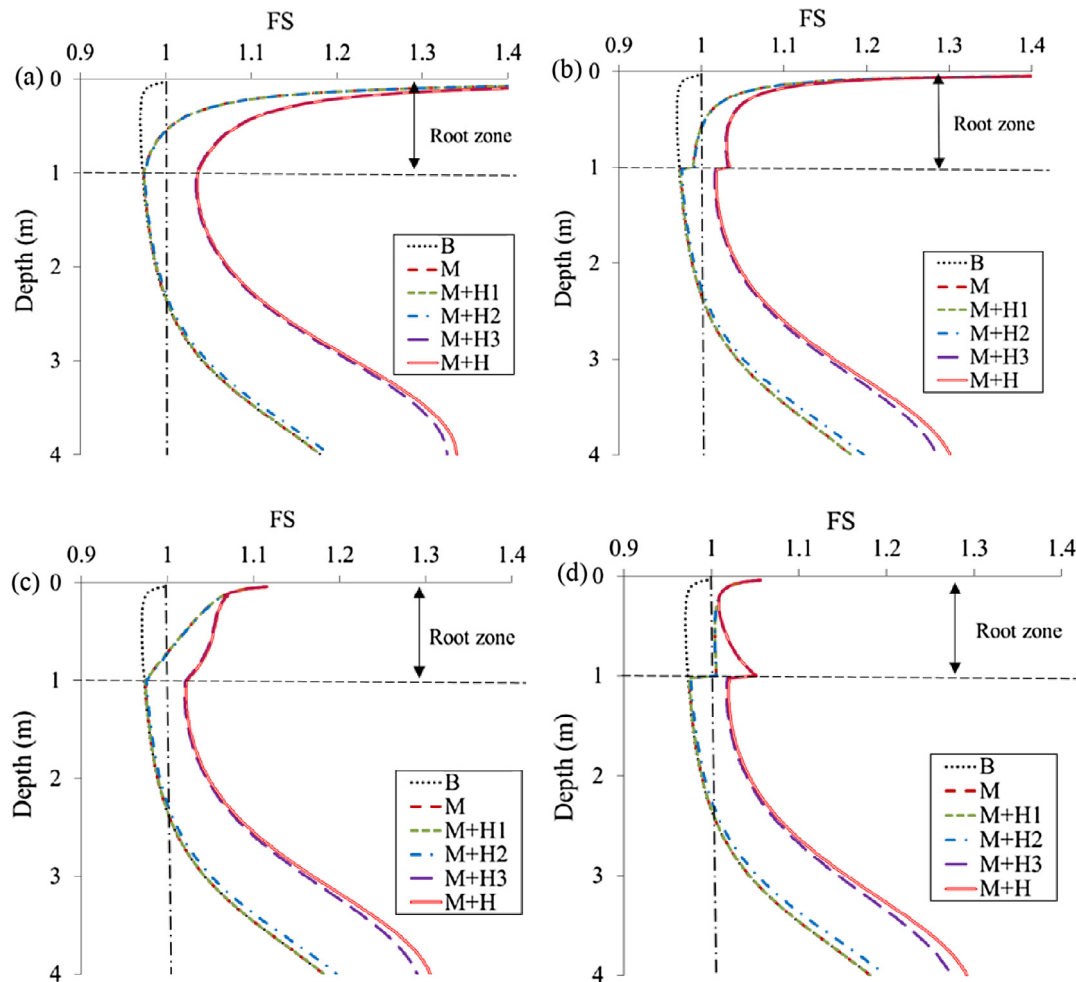 FS
0.9 1 1.1 1.2 1.3 1.4
(a)
0
1
2
3
4
Depth (m)
Root zone
B
M
M+H1
M+H2
M+H3
M+H
FS
0.9 1 1.1 1.2 1.3 1.4
(b)
0
1
2
3
4
Depth (m)
Root zone
B
M
M+H1
M+H2
M+H3
M+H
FS
0.9 1 1.1 1.2 1.3 1.4
(c)
0
1
2
3
4
Depth (m)
Root zone
B
M
M+H1
M+H2
M+H3
M+H
FS
0.9 1 1.1 1.2 1.3 1.4
(d)
0
1
2
3
4
Depth (m)
Root zone
B
M
M+H1
M+H2
M+H3
M+H